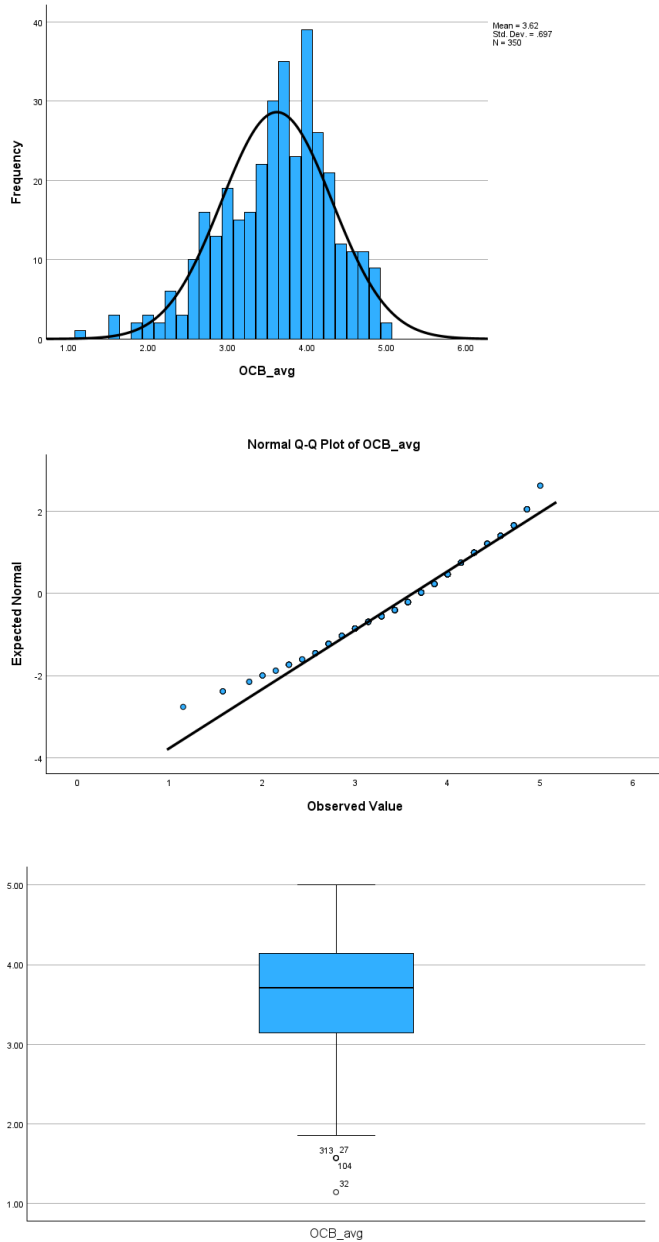 Mean = 3.62
Std. Dev. = .697
N = 350
Frequency
40
30
20
10
0
1.00 2.00 3.00 4.00 5.00 6.00
OCB_avg
Normal Q-Q Plot of OCB_avg
Expected Normal
2
0
-2
-4
0 1 2 3 4 5 6
Observed Value
5.00
4.00
3.00
2.00
1.00
313 27
104
32
OCB_avg